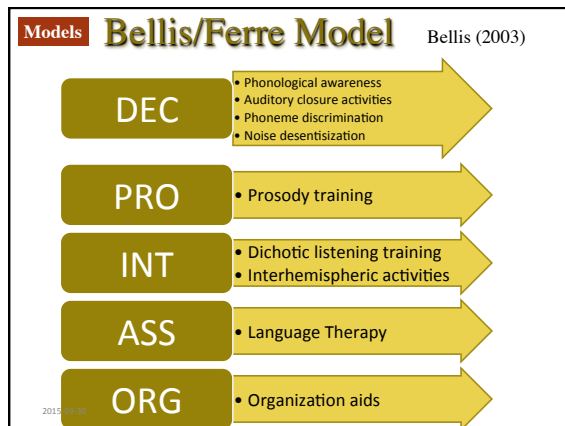 Models Bellis/Ferre Model Bellis (2003)
DEC
• Phonological awareness
• Auditory closure activities
• Phoneme discrimination
• Noise desentisization
PRO
• Prosody training
INT
• Dichotic listening training
• Interhemispheric activities
ASS
• Language Therapy
ORG
• Organization aids